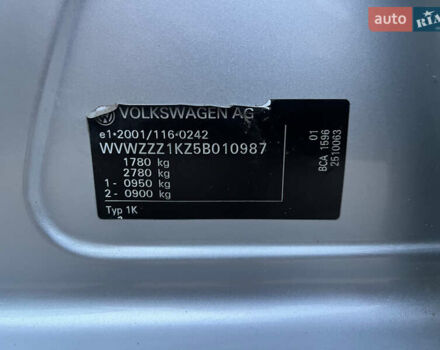 VOLKSWAGEN AG
e1•2001/116•0242
WVWZZZ1KZ5B010987
1780 kg
2780 kg
1 - 0950 kg
2 - 0900 kg
Typ 1K
01
BCA 1596
2510063
AUTO
RIA